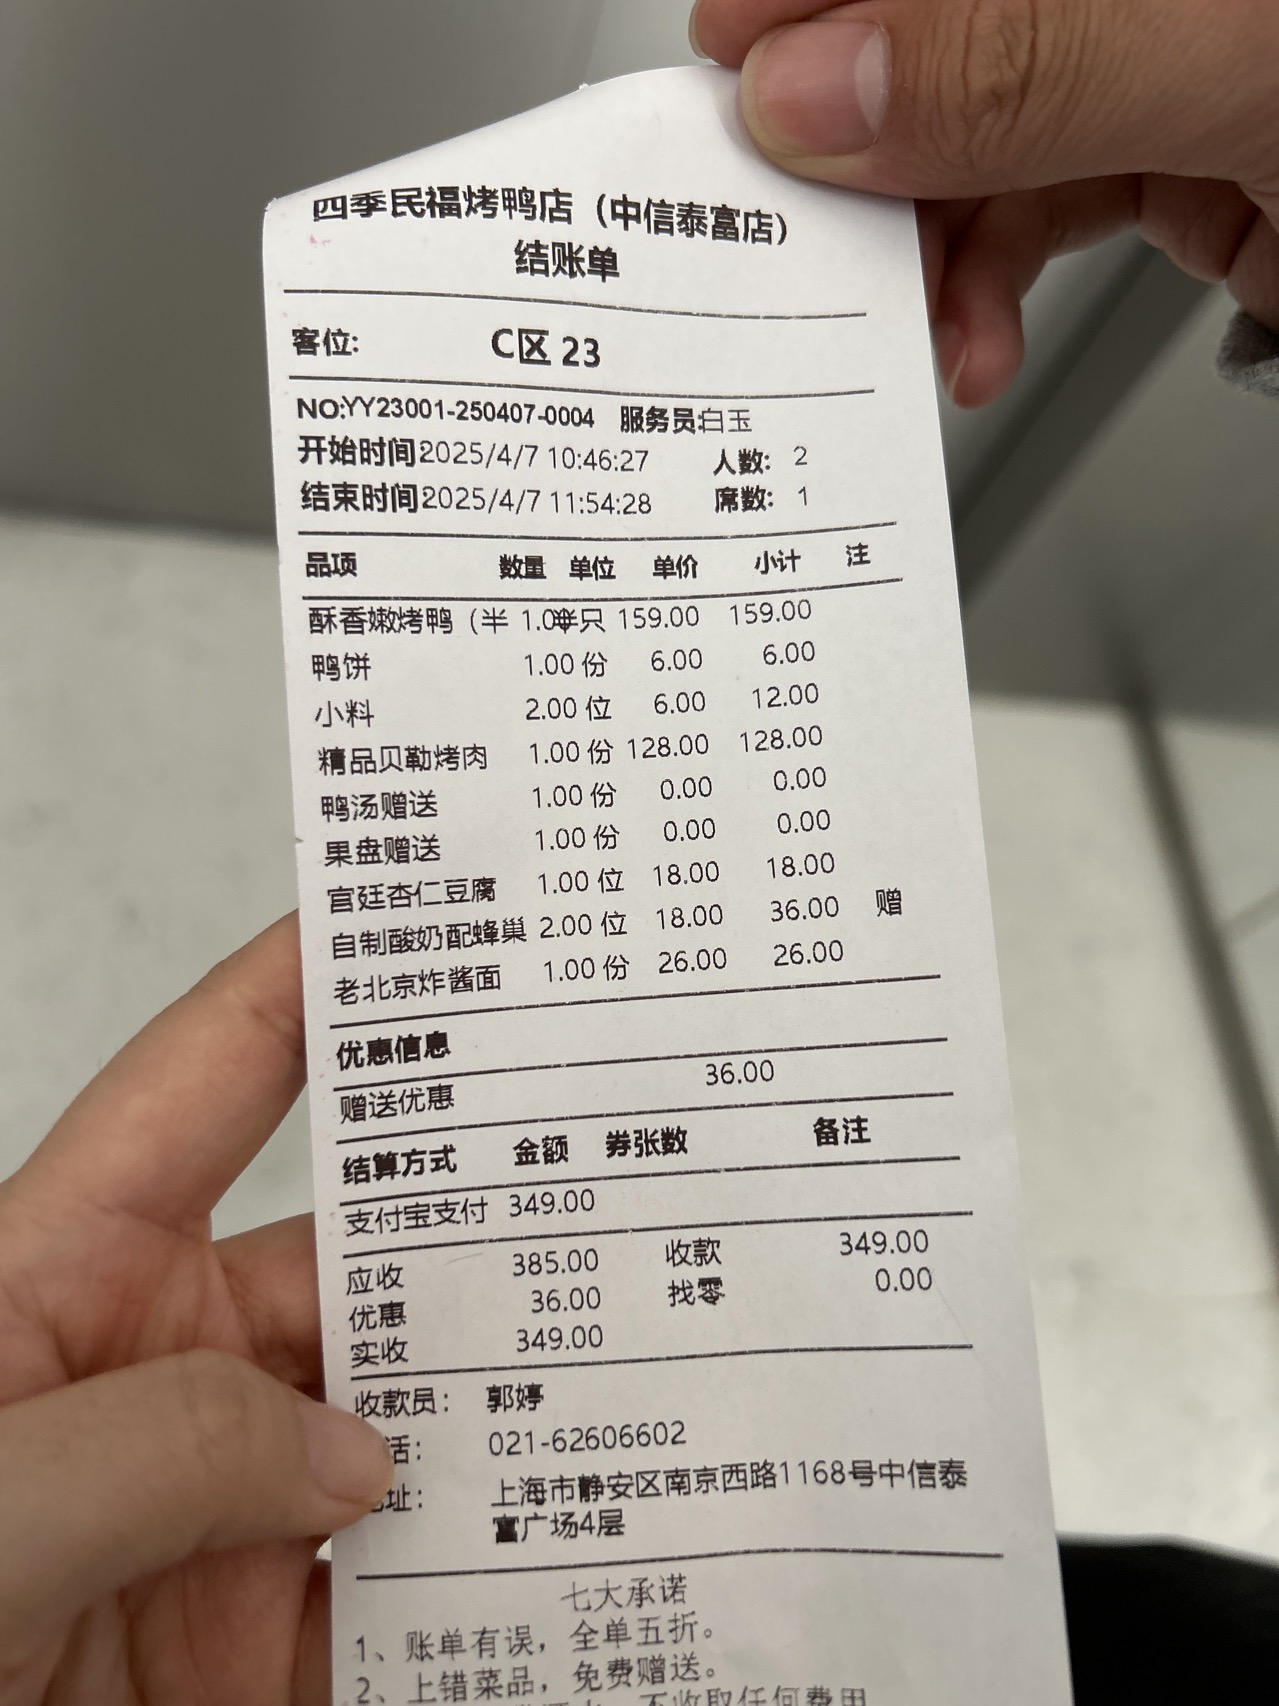 四季民福烤鸭店（中信泰富店）
结账单
客位: C区 23
NO:YY23001-250407-0004 服务员:白玉
开始时间2025/4/7 10:46:27 人数: 2
结束时间2025/4/7 11:54:28 席数: 1
品项 数量 单位 单价 小计 注
酥香嫩烤鸭（半 1.00半只 159.00 159.00
鸭饼 1.00 份 6.00 6.00
小料 2.00 位 6.00 12.00
精品贝勒烤肉 1.00 份 128.00 128.00
鸭汤赠送 1.00 份 0.00 0.00
果盘赠送 1.00 份 0.00 0.00
宫廷杏仁豆腐 1.00 位 18.00 18.00
自制酸奶配蜂巢 2.00 位 18.00 36.00 赠
老北京炸酱面 1.00 份 26.00 26.00
优惠信息
赠送优惠 36.00
结算方式 金额 券张数 备注
支付宝支付 349.00
应收 385.00 收款 349.00
优惠 36.00 找零 0.00
实收 349.00
收款员: 郭婷
话: 021-62606602
址: 上海市静安区南京西路1168号中信泰
富广场4层
七大承诺
1、账单有误，全单五折。
2、上错菜品，免费赠送。
不收取任何费用